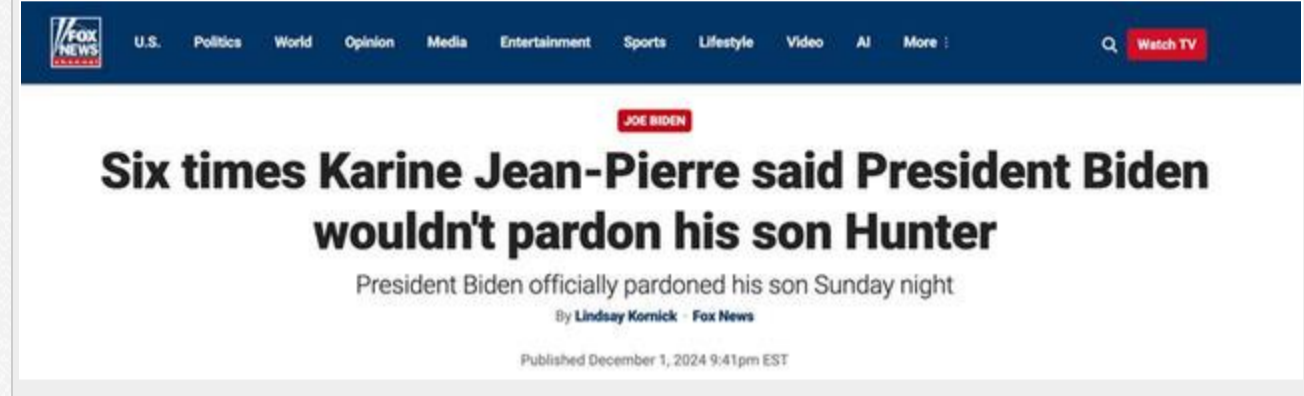 FOX NEWS channel U.S. Politics World Opinion Media Entertainment Sports Lifestyle Video AI More Watch TV
JOE BIDEN
Six times Karine Jean-Pierre said President Biden
wouldn't pardon his son Hunter
President Biden officially pardoned his son Sunday night
By Lindsay Kornick · Fox News
Published December 1, 2024 9:41pm EST